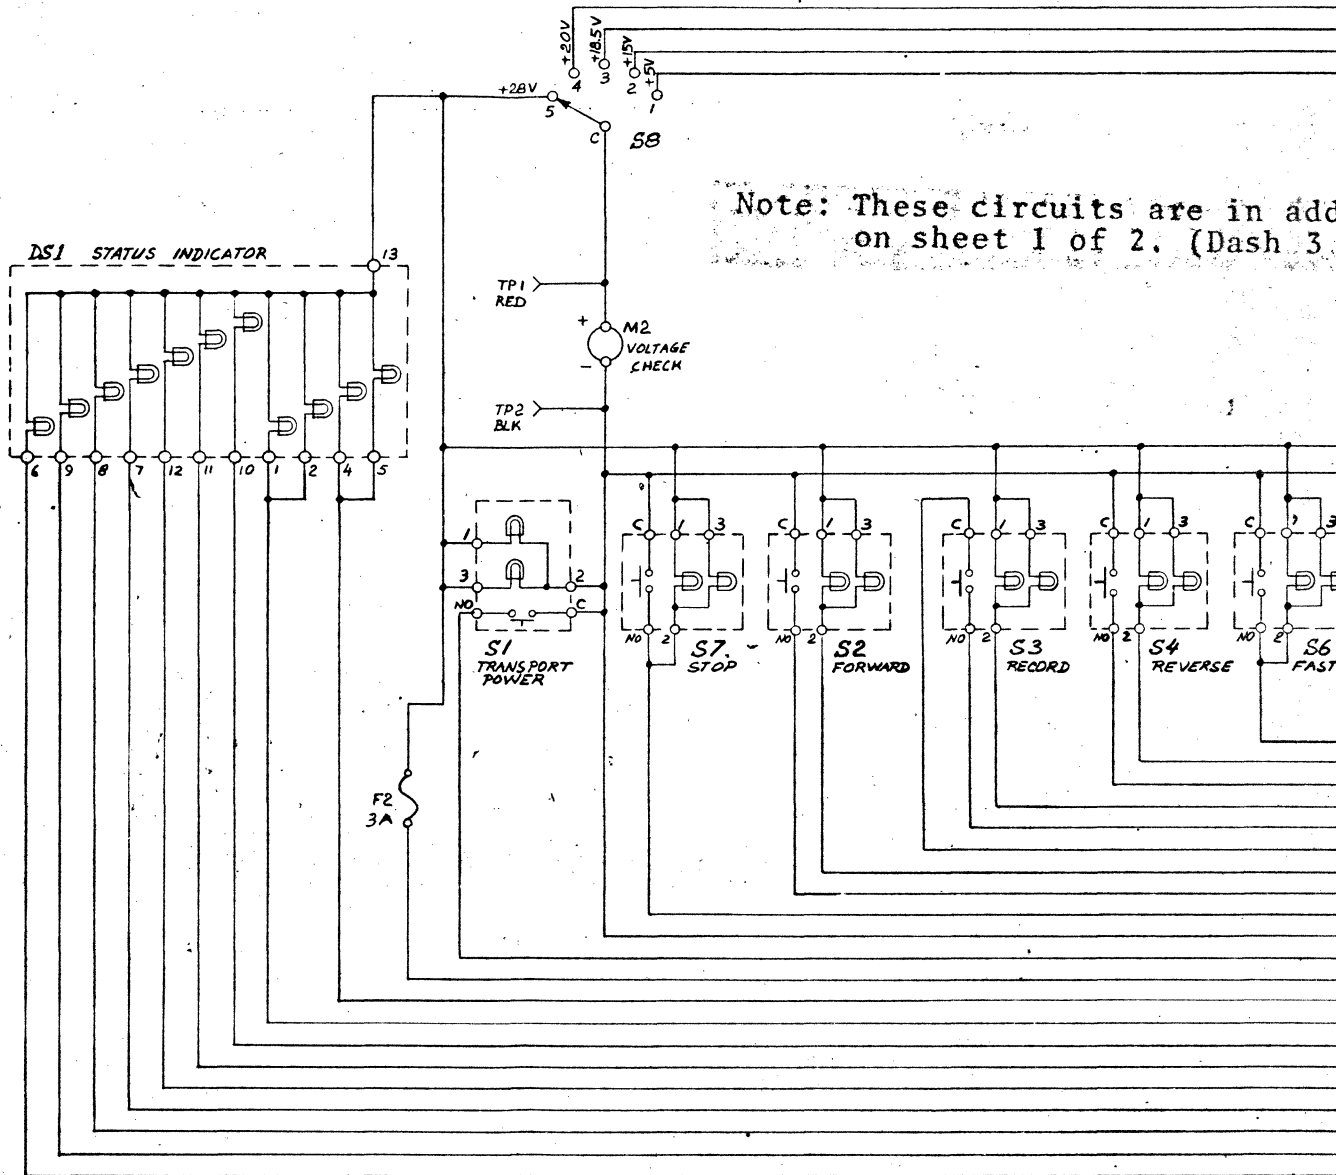 +20V
+18.5V
+15V
+5V
4
3
2
1
+28V
5
C
S8
Note: These circuits are in add
on sheet 1 of 2. (Dash 3
DS1 STATUS INDICATOR
13
TP1
RED
+
M2
VOLTAGE
CHECK
-
TP2
BLK
6 9 8 7 12 11 10 1 2 4 5
1
3
2
NO
C
S1
TRANSPORT
POWER
C 1 3
NO 2
S7.
STOP
C 1 3
NO 2
S2
FORWARD
C 1 3
NO 2
S3
RECORD
C 1 3
NO 2
S4
REVERSE
C 1 3
NO 2
S6
FAST
F2
3A